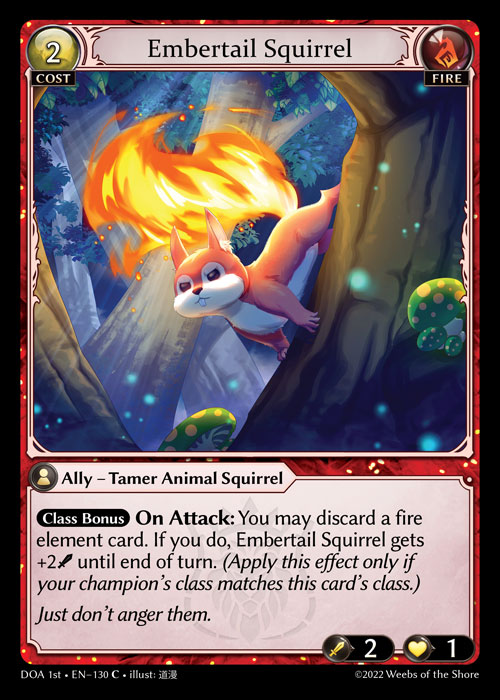 2
Embertail Squirrel
COST
FIRE
Ally – Tamer Animal Squirrel
Class Bonus On Attack: You may discard a fire
element card. If you do, Embertail Squirrel gets
+2 until end of turn. (Apply this effect only if
your champion's class matches this card's class.)
Just don't anger them.
2
1
DOA 1st • EN–130 C • illust: 道漫
©2022 Weebs of the Shore